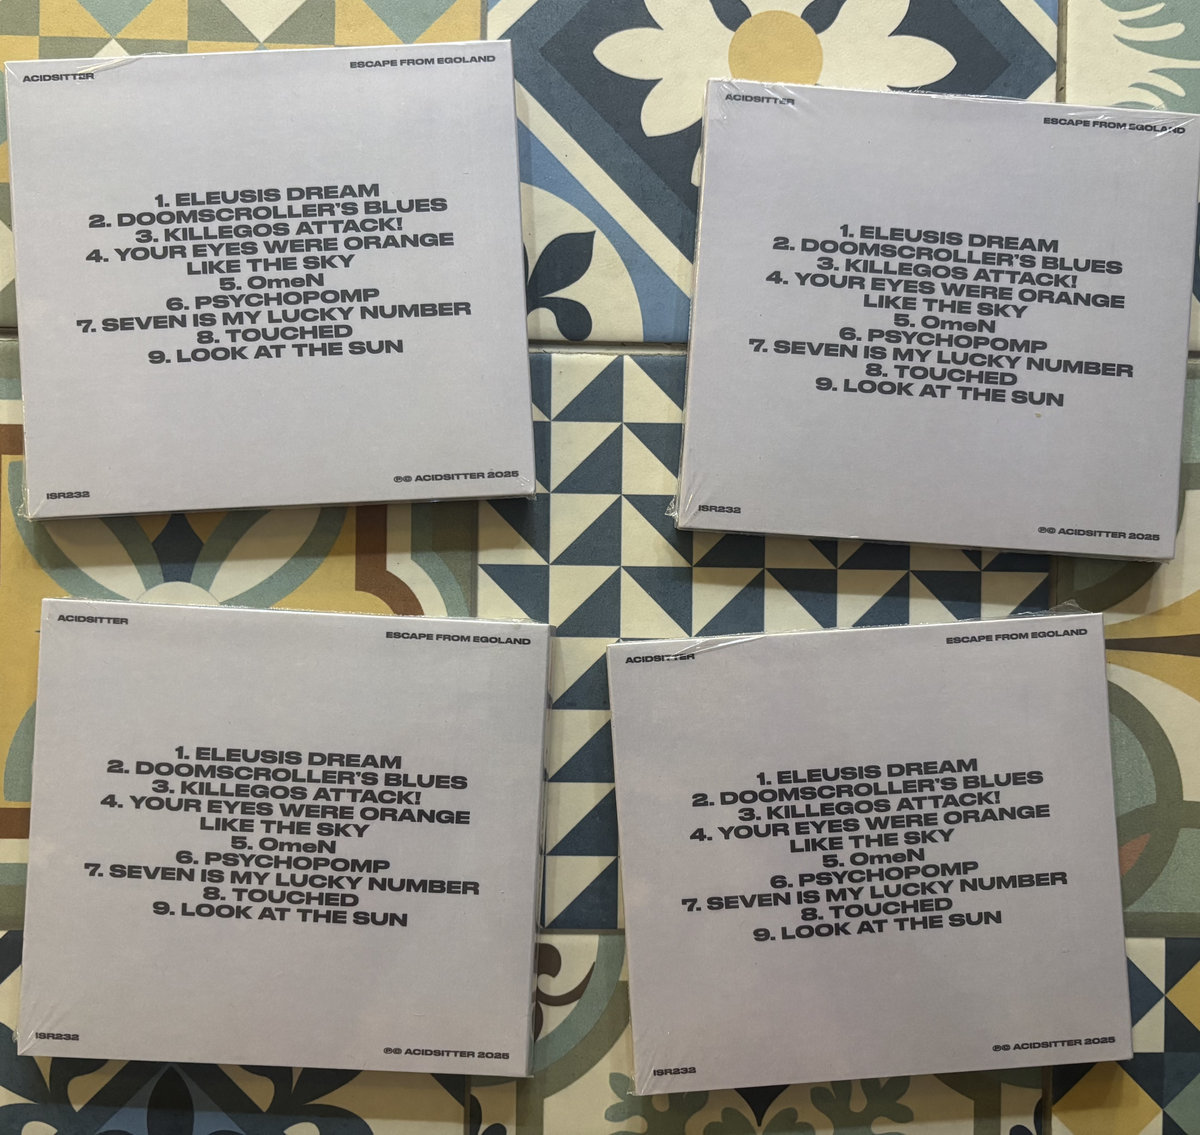 ACIDSITTER
ESCAPE FROM EGOLAND
1. ELEUSIS DREAM
2. DOOMSCROLLER'S BLUES
3. KILLEGOS ATTACK!
4. YOUR EYES WERE ORANGE
LIKE THE SKY
5. OmeN
6. PSYCHOPOMP
7. SEVEN IS MY LUCKY NUMBER
8. TOUCHED
9. LOOK AT THE SUN
ISR232
℗© ACIDSITTER 2025
ACIDSITTER
ESCAPE FROM EGOLAND
1. ELEUSIS DREAM
2. DOOMSCROLLER'S BLUES
3. KILLEGOS ATTACK!
4. YOUR EYES WERE ORANGE
LIKE THE SKY
5. OmeN
6. PSYCHOPOMP
7. SEVEN IS MY LUCKY NUMBER
8. TOUCHED
9. LOOK AT THE SUN
ISR232
℗© ACIDSITTER 2025
ACIDSITTER
ESCAPE FROM EGOLAND
1. ELEUSIS DREAM
2. DOOMSCROLLER'S BLUES
3. KILLEGOS ATTACK!
4. YOUR EYES WERE ORANGE
LIKE THE SKY
5. OmeN
6. PSYCHOPOMP
7. SEVEN IS MY LUCKY NUMBER
8. TOUCHED
9. LOOK AT THE SUN
ISR232
℗© ACIDSITTER 2025
ACIDSITTER
ESCAPE FROM EGOLAND
1. ELEUSIS DREAM
2. DOOMSCROLLER'S BLUES
3. KILLEGOS ATTACK!
4. YOUR EYES WERE ORANGE
LIKE THE SKY
5. OmeN
6. PSYCHOPOMP
7. SEVEN IS MY LUCKY NUMBER
8. TOUCHED
9. LOOK AT THE SUN
ISR232
℗© ACIDSITTER 2025